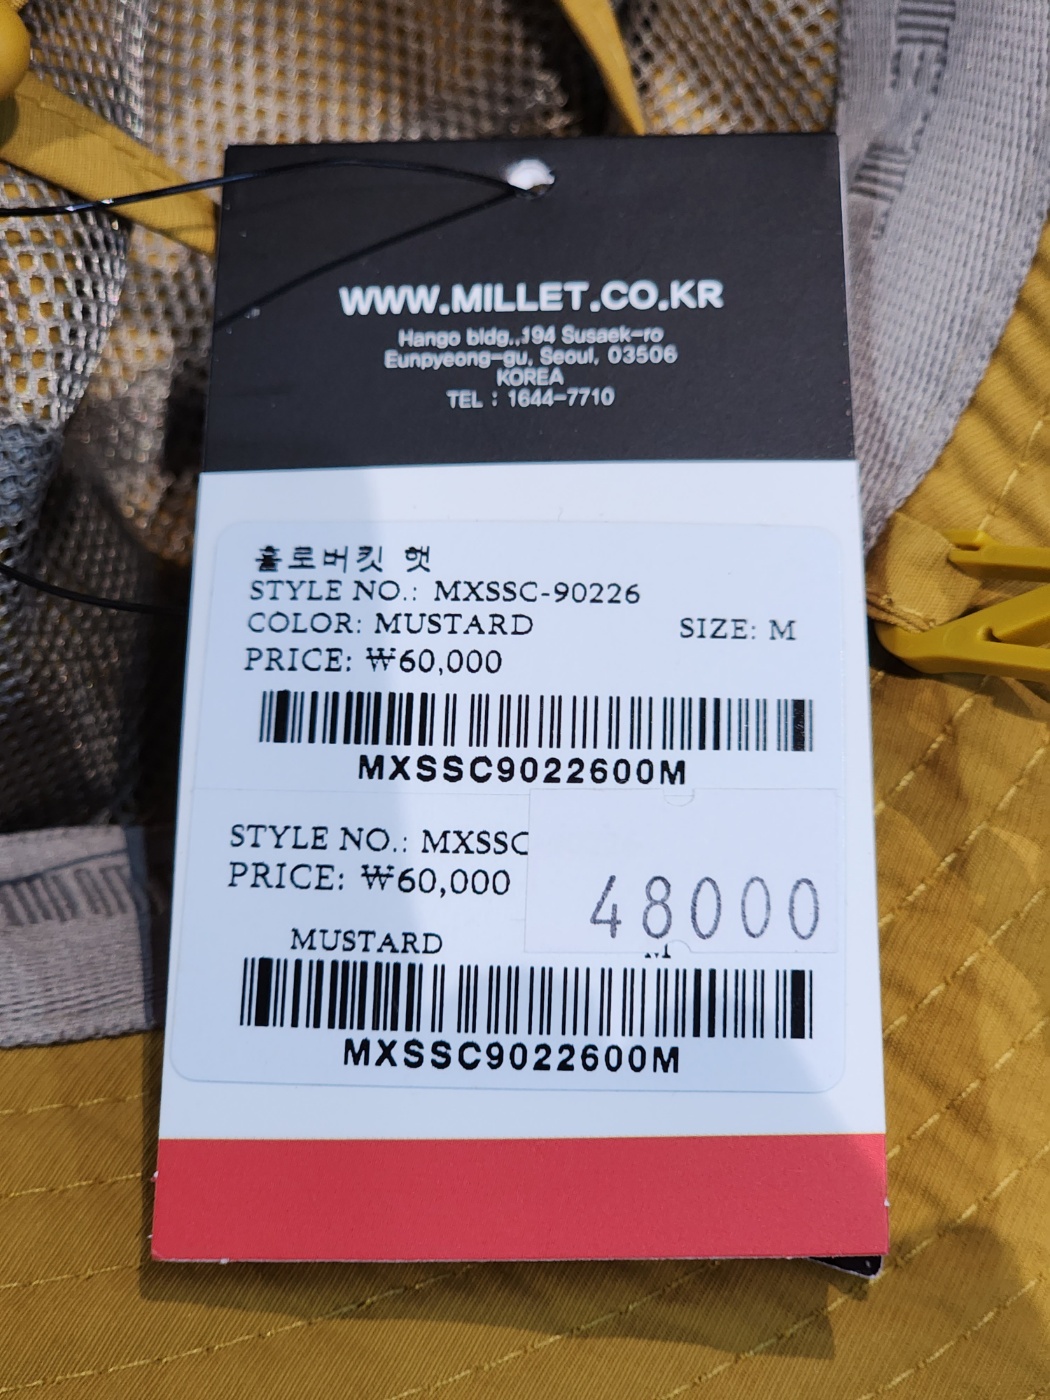 WWW.MILLET.CO.KR
Hango bldg.,194 Susaek-ro
Eunpyeong-gu, Seoul, 03506
KOREA
TEL : 1644-7710
홀로버킷 햇
STYLE NO.: MXSSC-90226
COLOR: MUSTARD SIZE: M
PRICE: ₩60,000
MXSSC9022600M
STYLE NO.: MXSSC
PRICE: ₩60,000
48000
MUSTARD
MXSSC9022600M